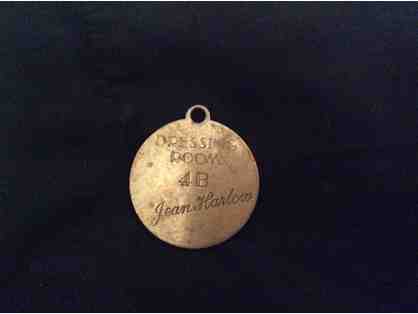 DRESSING
ROOM
4B
Jean Harlow